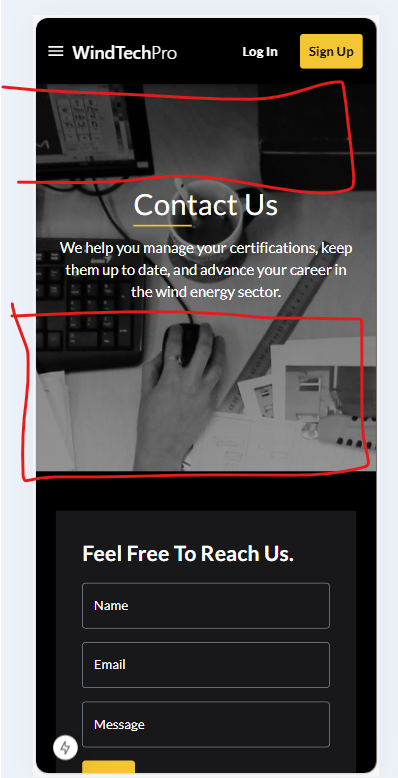 WindTechPro
Log In
Sign Up
Contact Us
We help you manage your certifications, keep
them up to date, and advance your career in
the wind energy sector.
Feel Free To Reach Us.
Name
Email
Message